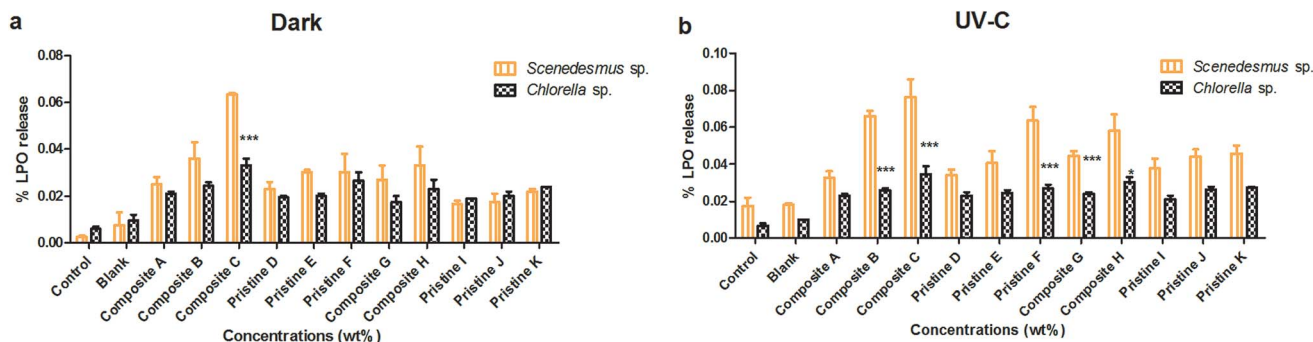 a
Dark
% LPO release
0.08
0.06
0.04
0.02
0.00
Scenedesmus sp.
Chlorella sp.
***
Control
Blank
Composite A
Composite B
Composite C
Pristine D
Pristine E
Pristine F
Composite G
Composite H
Pristine I
Pristine J
Pristine K
Concentrations (wt%)
b
UV-C
% LPO release
0.10
0.08
0.06
0.04
0.02
0.00
Scenedesmus sp.
Chlorella sp.
***
***
***
***
*
Control
Blank
Composite A
Composite B
Composite C
Pristine D
Pristine E
Pristine F
Composite G
Composite H
Pristine I
Pristine J
Pristine K
Concentrations (wt%)